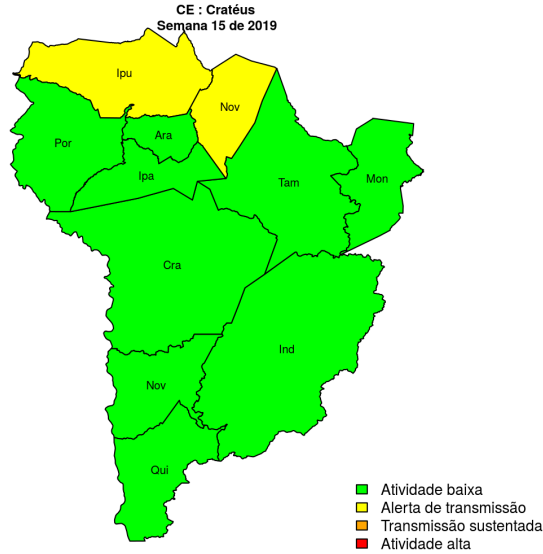 CE : Cratéus
Semana 15 de 2019
Ipu
Nov
Ara
Por
Ipa
Tam
Mon
Cra
Ind
Nov
Qui
Atividade baixa
Alerta de transmissão
Transmissão sustentada
Atividade alta